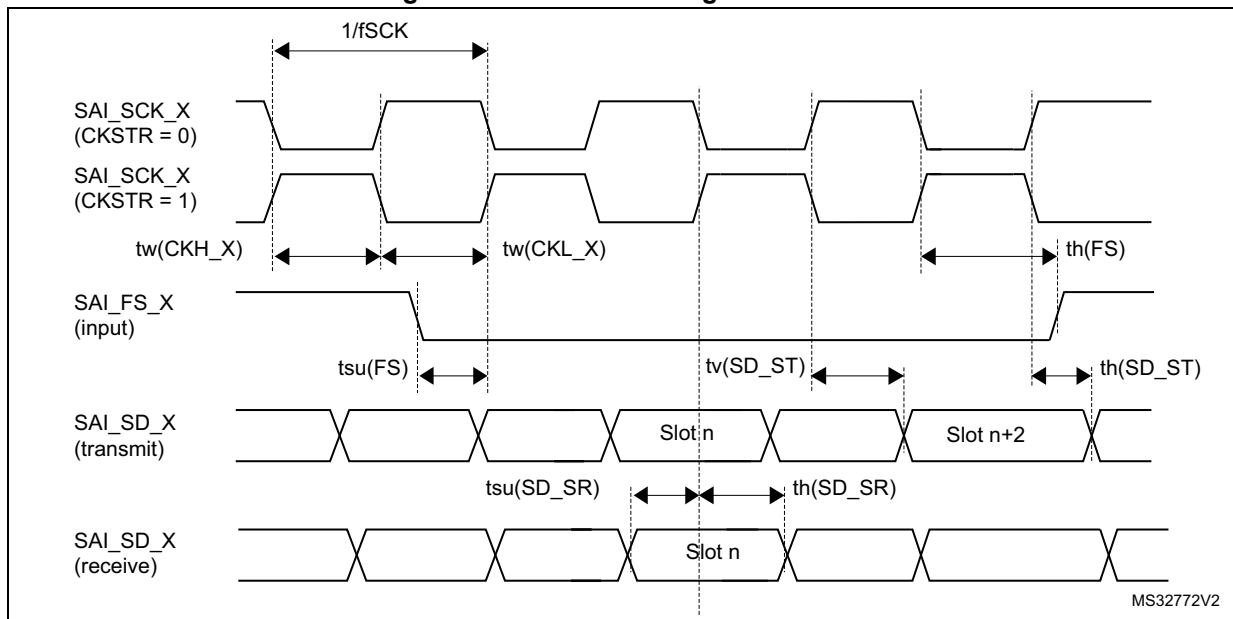 1/fSCK
SAI_SCK_X
(CKSTR = 0)
SAI_SCK_X
(CKSTR = 1)
tw(CKH_X)
tw(CKL_X)
th(FS)
SAI_FS_X
(input)
tsu(FS)
tv(SD_ST)
th(SD_ST)
SAI_SD_X
(transmit)
Slot n
Slot n+2
tsu(SD_SR)
th(SD_SR)
SAI_SD_X
(receive)
Slot n
MS32772V2